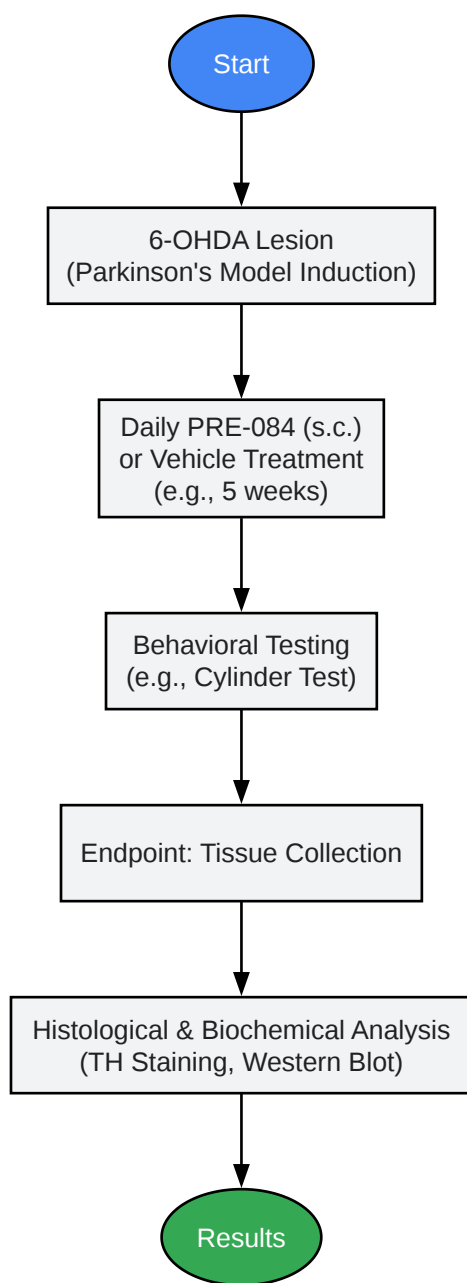 Start
6-OHDA Lesion
(Parkinson's Model Induction)
Daily PRE-084 (s.c.)
or Vehicle Treatment
(e.g., 5 weeks)
Behavioral Testing
(e.g., Cylinder Test)
Endpoint: Tissue Collection
Histological & Biochemical Analysis
(TH Staining, Western Blot)
Results